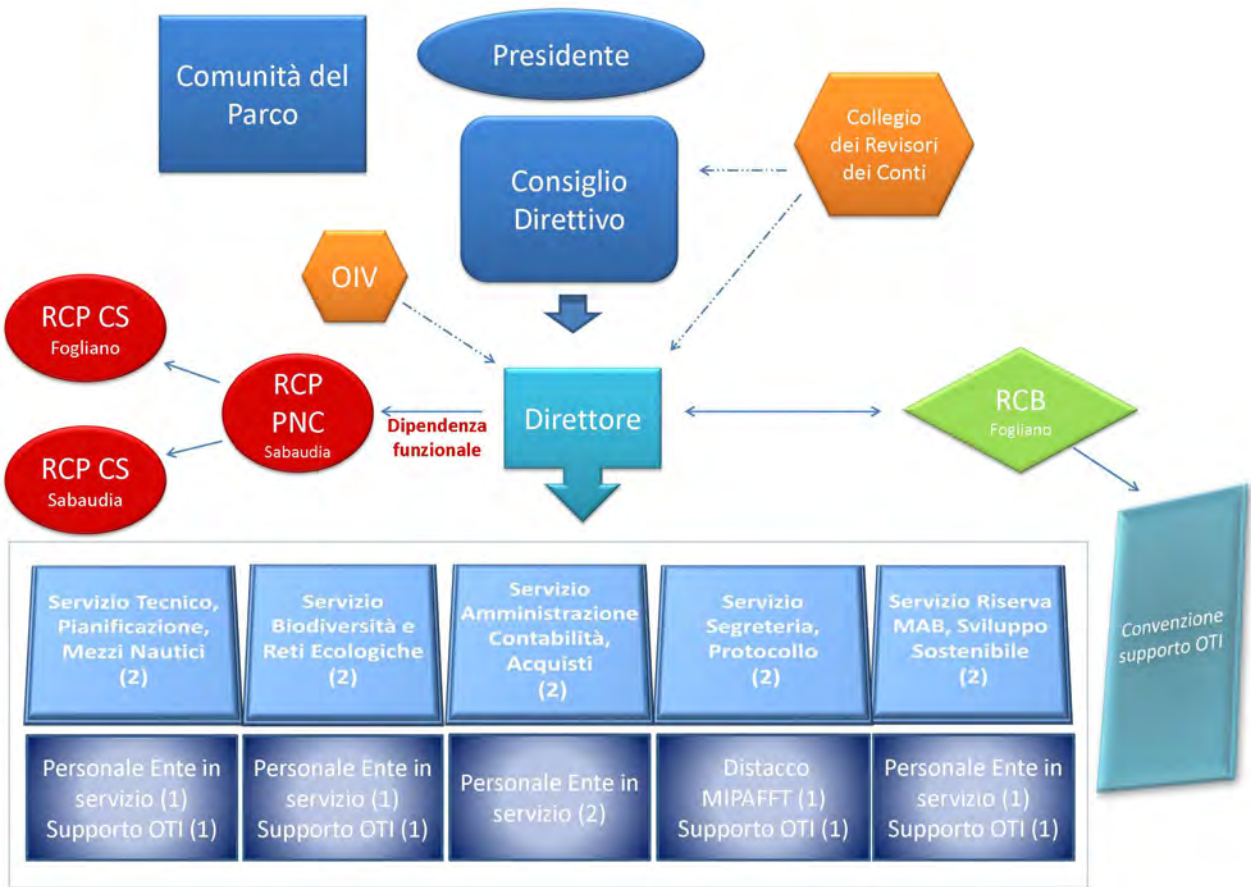 Comunità del
Parco
Presidente
Consiglio
Direttivo
Collegio
dei Revisori
dei Conti
OIV
RCP CS
Fogliano
RCP
PNC
Sabaudia
RCP CS
Sabaudia
Dipendenza
funzionale
Direttore
RCB
Fogliano
Convenzione
supporto OTI
Servizio Tecnico,
Pianificazione,
Mezzi Nautici
(2)
Servizio
Biodiversità e
Reti Ecologiche
(2)
Servizio
Amministrazione
Contabilità,
Acquisti
(2)
Servizio
Segreteria,
Protocollo
(2)
Servizio Riserva
MAB, Sviluppo
Sostenibile
(2)
Personale Ente in
servizio (1)
Supporto OTI (1)
Personale Ente in
servizio (1)
Supporto OTI (1)
Personale Ente in
servizio (2)
Distacco
MIPAFFT (1)
Supporto OTI (1)
Personale Ente in
servizio (1)
Supporto OTI (1)